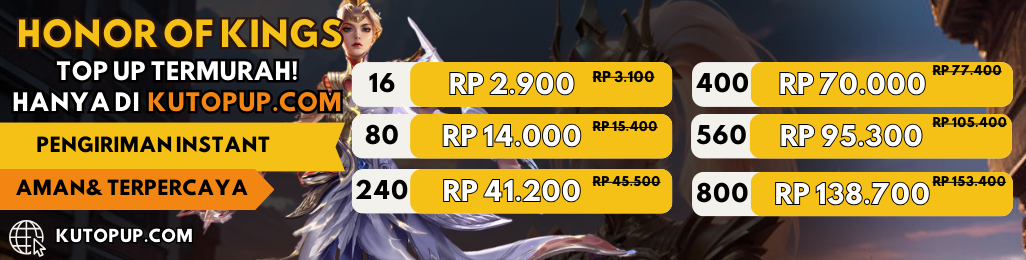 HONOR OF KINGS
TOP UP TERMURAH!
HANYA DI KUTOPUP.COM
PENGIRIMAN INSTANT
AMAN& TERPERCAYA
KUTOPUP.COM
16 RP 2.900 RP 3.100
80 RP 14.000 RP 15.400
240 RP 41.200 RP 45.500
400 RP 70.000 RP 77.400
560 RP 95.300 RP 105.400
800 RP 138.700 RP 153.400